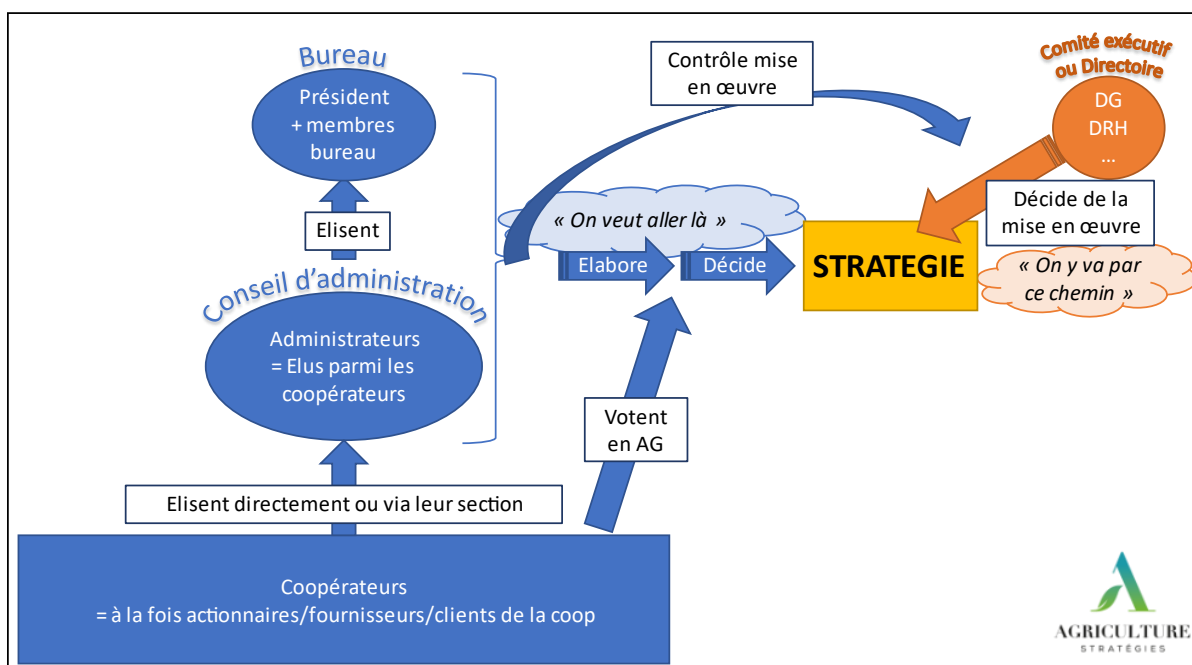 Bureau
Président
+ membres
bureau
Elisent
Conseil d’administration
Administrateurs
= Elus parmi les
coopérateurs
Elisent directement ou via leur section
Coopérateurs
= à la fois actionnaires/fournisseurs/clients de la coop
Contrôle mise
en œuvre
« On veut aller là »
Elabore
Décide
Votent
en AG
STRATEGIE
Comité exécutif
ou Directoire
DG
DRH
...
Décide de la
mise en œuvre
« On y va par
ce chemin »
AGRICULTURE
STRATÉGIES